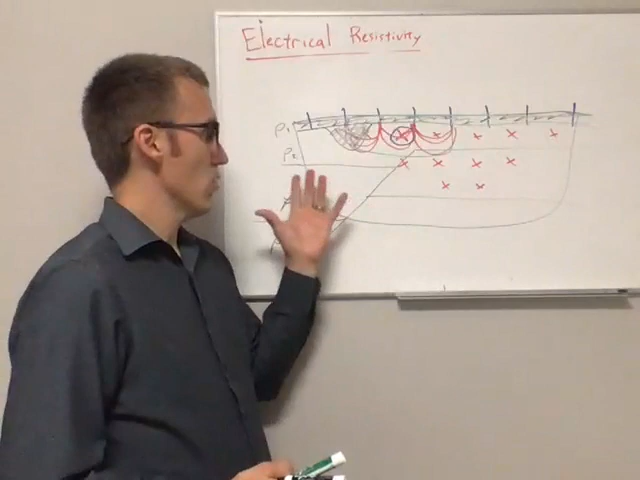 Electrical Resistivity
ρ₁
ρ₂